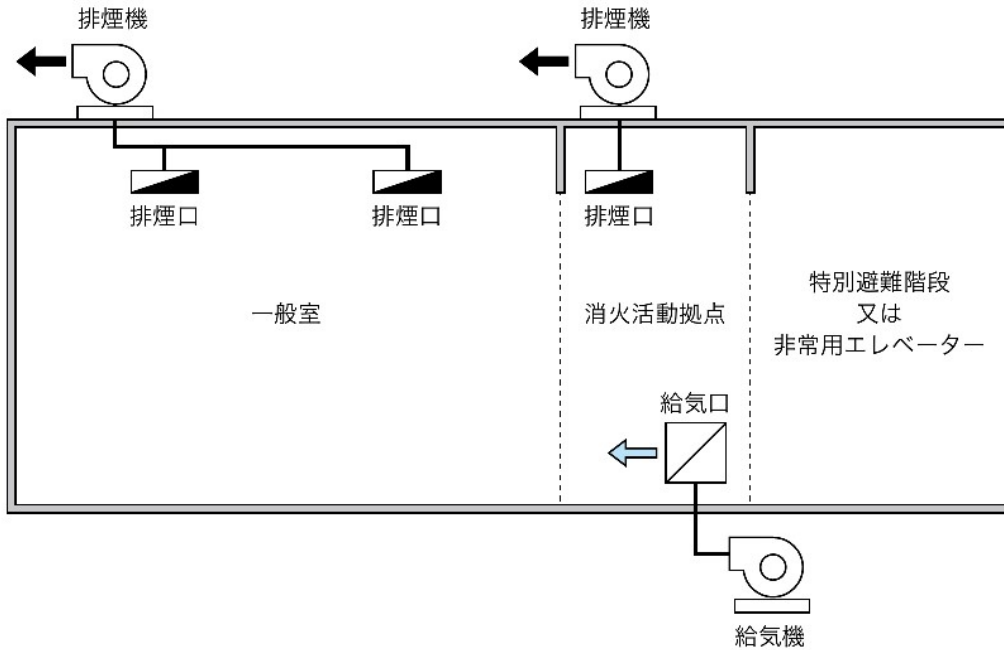 排煙機
排煙機
排煙口
排煙口
排煙口
一般室
消火活動拠点
特別避難階段
又は
非常用エレベーター
給気口
給気機